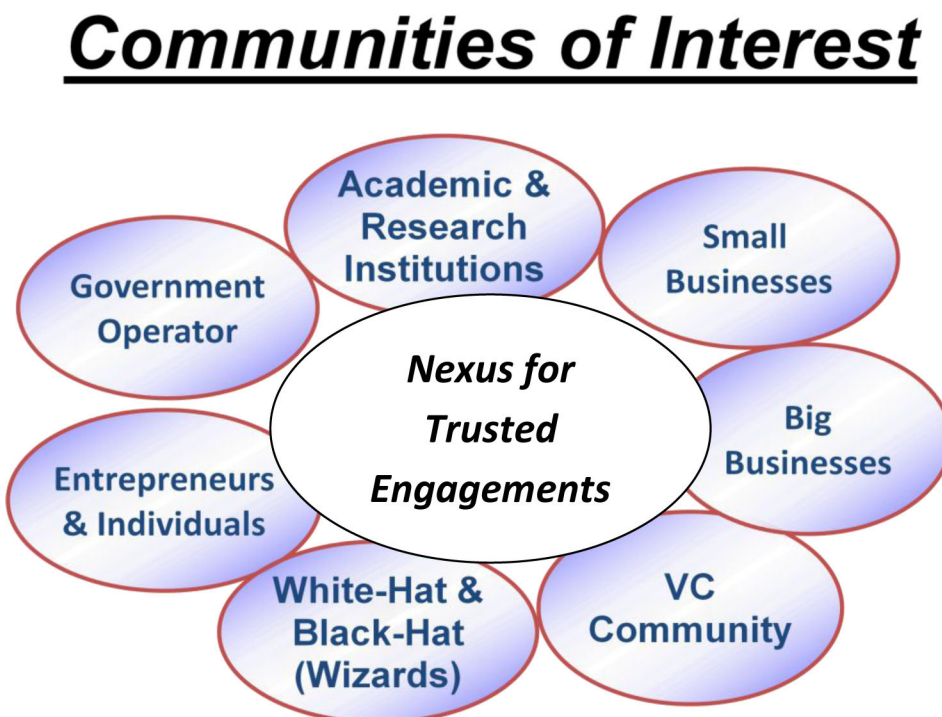 Communities of Interest
Academic &
Research
Institutions
Small
Businesses
Government
Operator
Nexus for
Trusted
Engagements
Big
Businesses
Entrepreneurs
& Individuals
White-Hat &
Black-Hat
(Wizards)
VC
Community